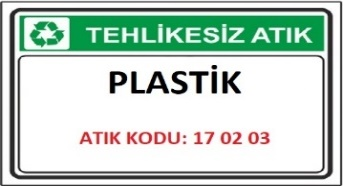 TEHLİKESİZ ATIK
PLASTİK
ATIK KODU: 17 02 03